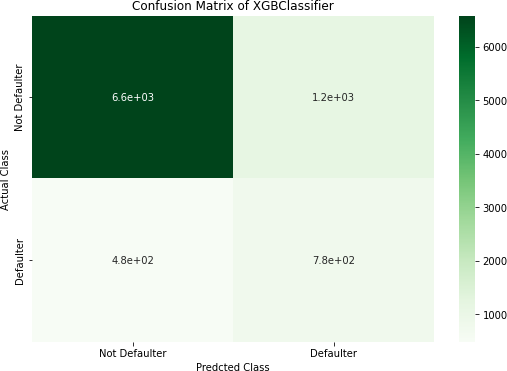 Confusion Matrix of XGBClassifier
Actual Class
Not Defaulter
6.6e+03
1.2e+03
Defaulter
4.8e+02
7.8e+02
Not Defaulter
Defaulter
Predcted Class
6000
5000
4000
3000
2000
1000